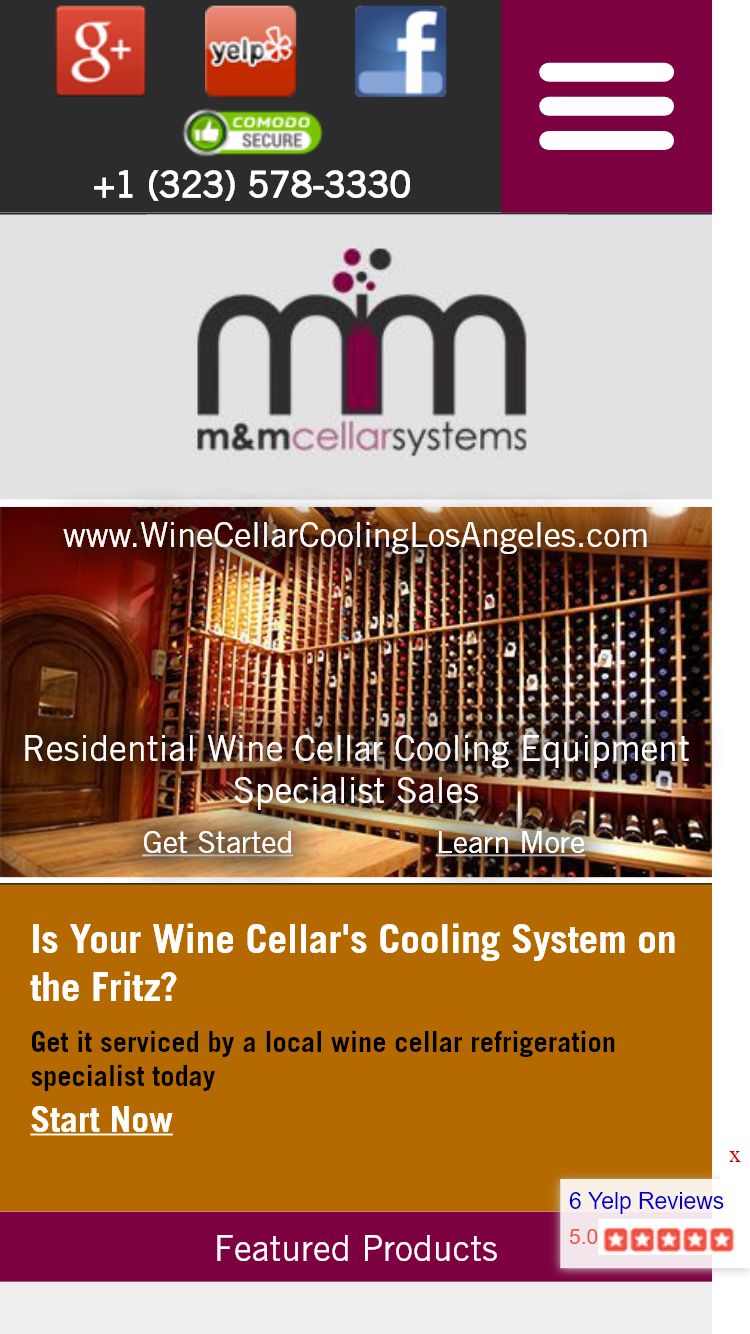 g+
yelp
f
COMODO
SECURE
+1 (323) 578-3330
m&mcellarsystems
www.WineCellarCoolingLosAngeles.com
Residential Wine Cellar Cooling Equipment
Specialist Sales
Get Started Learn More
Is Your Wine Cellar's Cooling System on
the Fritz?
Get it serviced by a local wine cellar refrigeration
specialist today
Start Now
x
6 Yelp Reviews
5.0
Featured Products